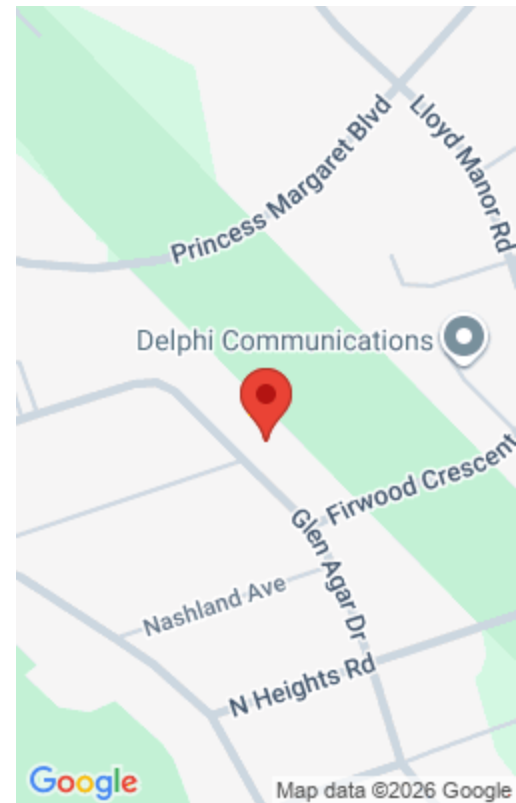 Princess Margaret Blvd
Lloyd Manor Rd
Delphi Communications
Firwood Crescent
Glen Agar Dr
Nashland Ave
N Heights Rd
Google
Map data ©2026 Google